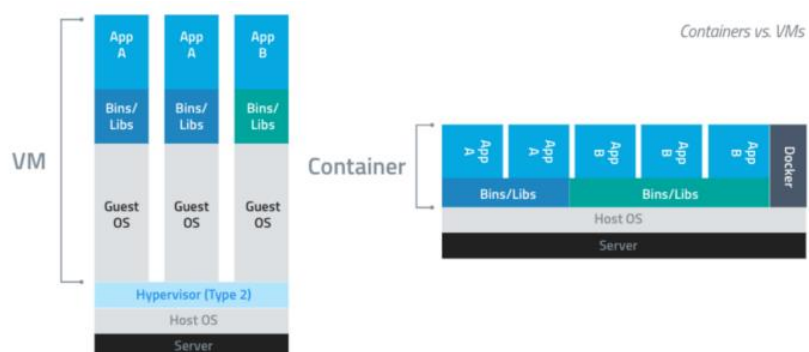 Containers vs. VMs
VM
App
A
App
A
App
B
Bins/
Libs
Bins/
Libs
Bins/
Libs
Guest
OS
Guest
OS
Guest
OS
Hypervisor (Type 2)
Host OS
Server
Container
App
A
App
A
App
B
App
B
App
B
Docker
Bins/Libs
Bins/Libs
Host OS
Server